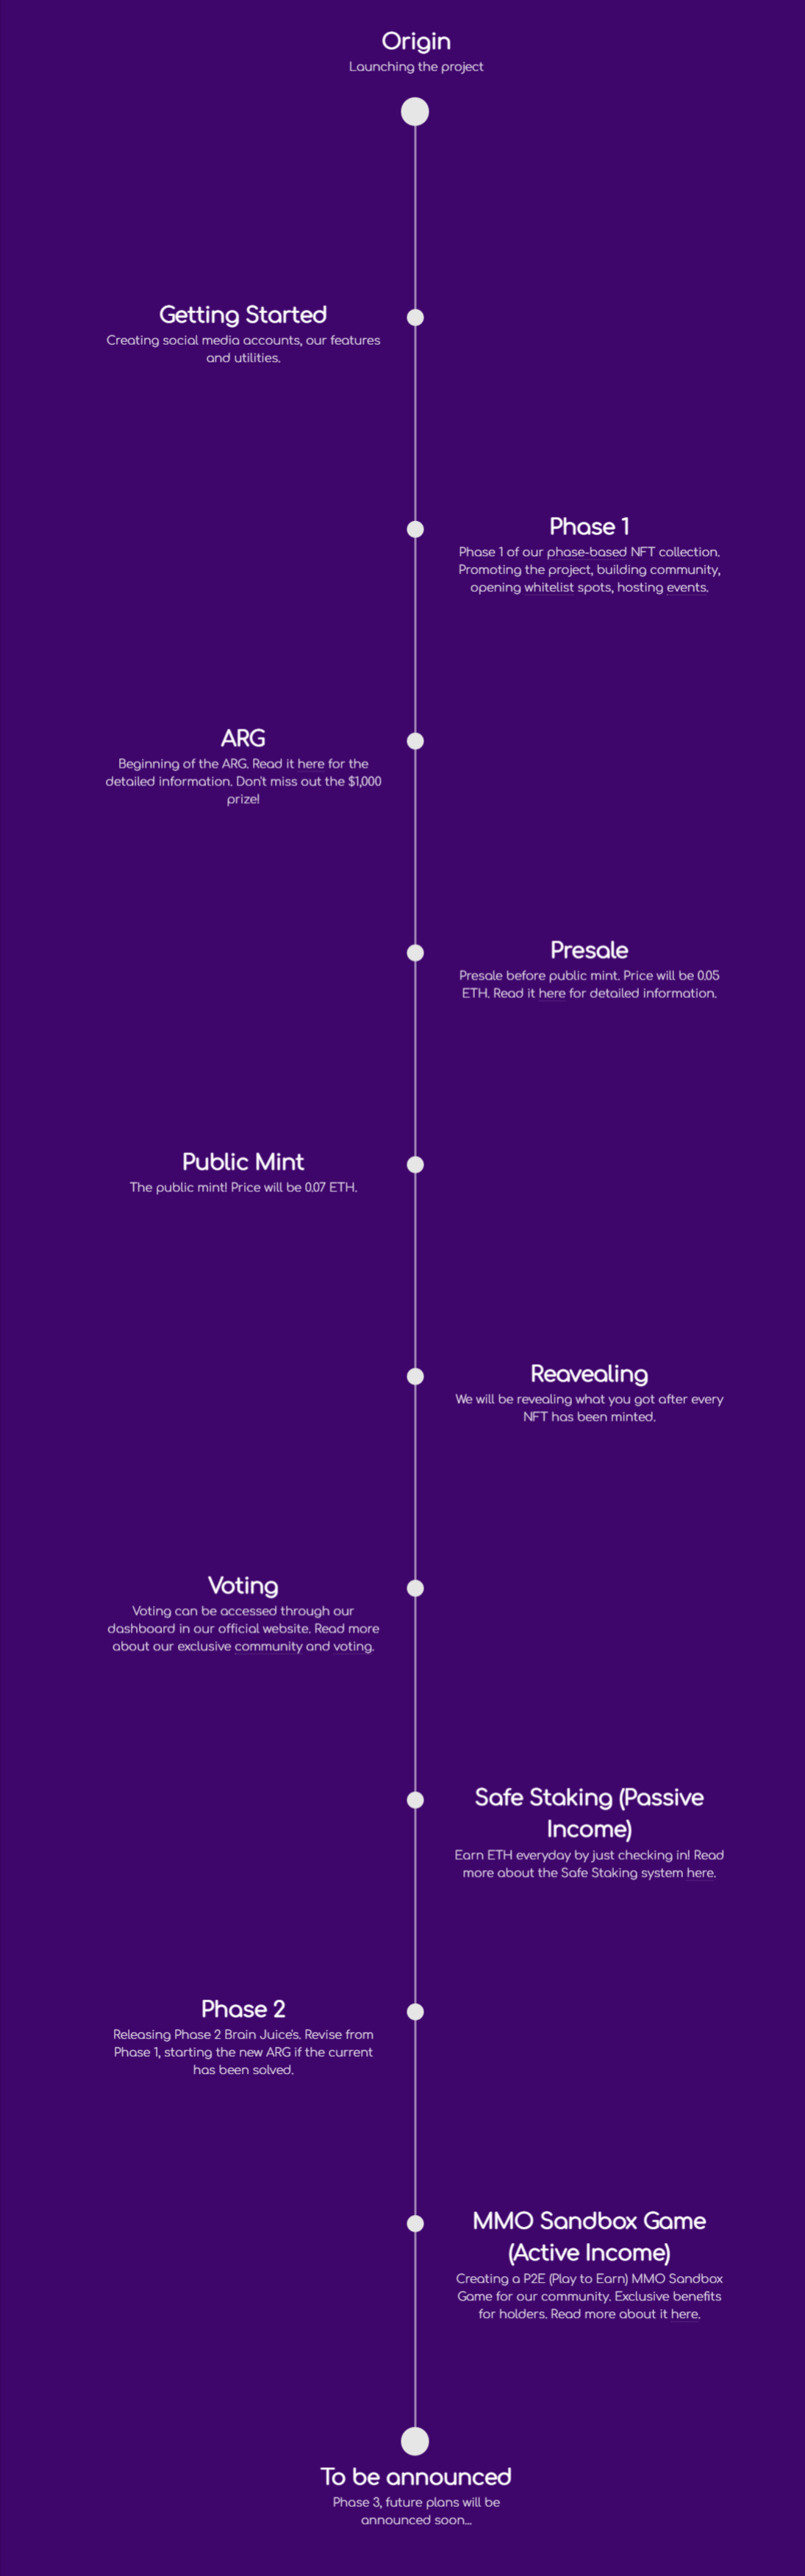 Origin
Launching the project
Getting Started
Creating social media accounts, our features
and utilities.
Phase 1
Phase 1 of our phase-based NFT collection.
Promoting the project, building community,
opening whitelist spots, hosting events.
ARG
Beginning of the ARG. Read it here for the
detailed information. Don't miss out the $1,000
prize!
Presale
Presale before public mint. Price will be 0.05
ETH. Read it here for detailed information.
Public Mint
The public mint! Price will be 0.07 ETH.
Reavealing
We will be revealing what you got after every
NFT has been minted.
Voting
Voting can be accessed through our
dashboard in our official website. Read more
about our exclusive community and voting.
Safe Staking (Passive
Income)
Earn ETH everyday by just checking in! Read
more about the Safe Staking system here.
Phase 2
Releasing Phase 2 Brain Juice's. Revise from
Phase 1, starting the new ARG if the current
has been solved.
MMO Sandbox Game
(Active Income)
Creating a P2E (Play to Earn) MMO Sandbox
Game for our community. Exclusive benefits
for holders. Read more about it here.
To be announced
Phase 3, future plans will be
announced soon...